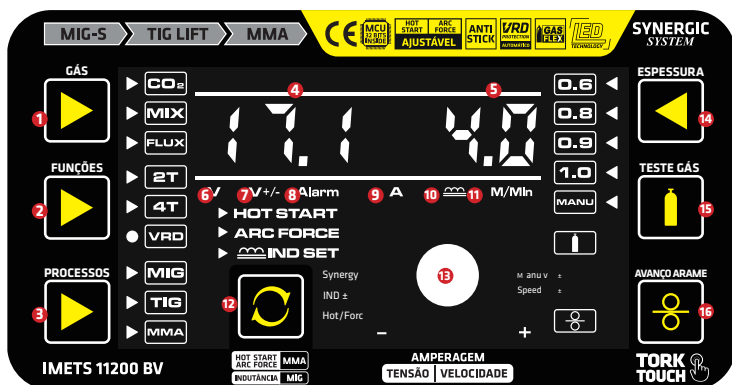 MIG-S TIG LIFT MMA
CE MCU 32 BITS INSIDE HOT START ARC FORCE AJUSTÁVEL ANTI STICK VRD PROTECTION AUTOMÁTICO GAS FLEX LED TECHNOLOGY
SYNERGIC
SYSTEM
GÁS
1
FUNÇÕES
2
PROCESSOS
3
CO₂
MIX
FLUX
2T
4T
VRD
MIG
TIG
MMA
4 5
17.1 4.0
6 V 7 V+/- 8 Alarm 9 A 10 11 M/MIn
HOT START
ARC FORCE
IND SET
12
Synergy
IND ±
Hot/Forc
13
Manu v ±
Speed ±
- +
0.6
0.8
0.9
1.0
MANU
ESPESSURA
14
TESTE GÁS
15
AVANÇO ARAME
16
IMETS 11200 BV
HOT START
ARC FORCE MMA
INDUTÂNCIA MIG
AMPERAGEM
TENSÃO VELOCIDADE
TORK
TOUCH